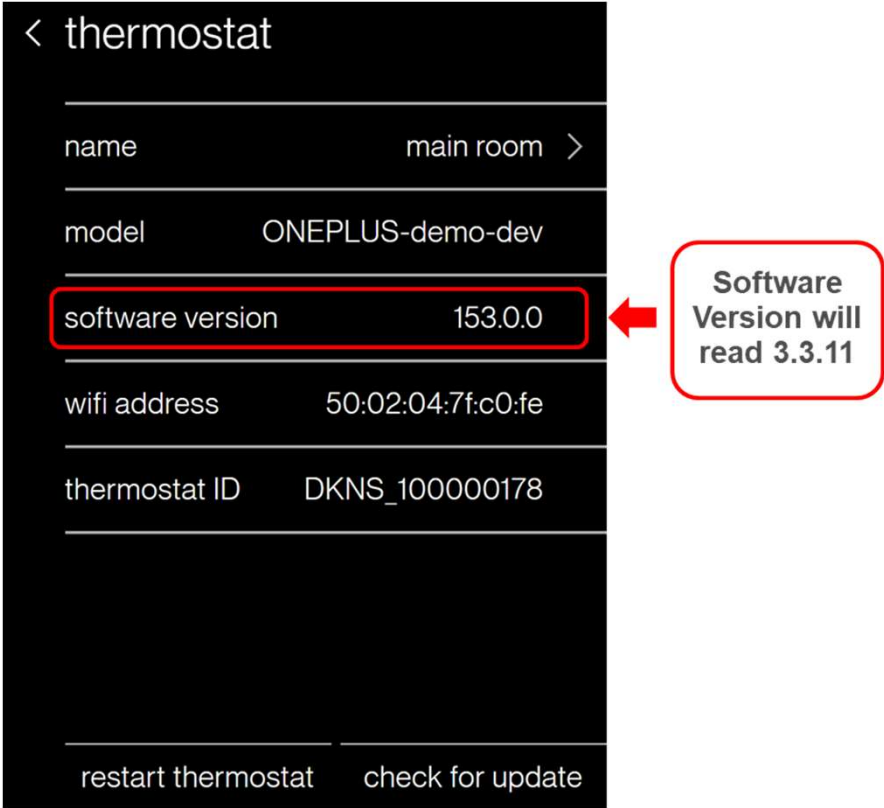 thermostat
name main room
model ONEPLUS-demo-dev
software version 153.0.0
Software
Version will
read 3.3.11
wifi address 50:02:04:7f:c0:fe
thermostat ID DKNS_100000178
restart thermostat check for update